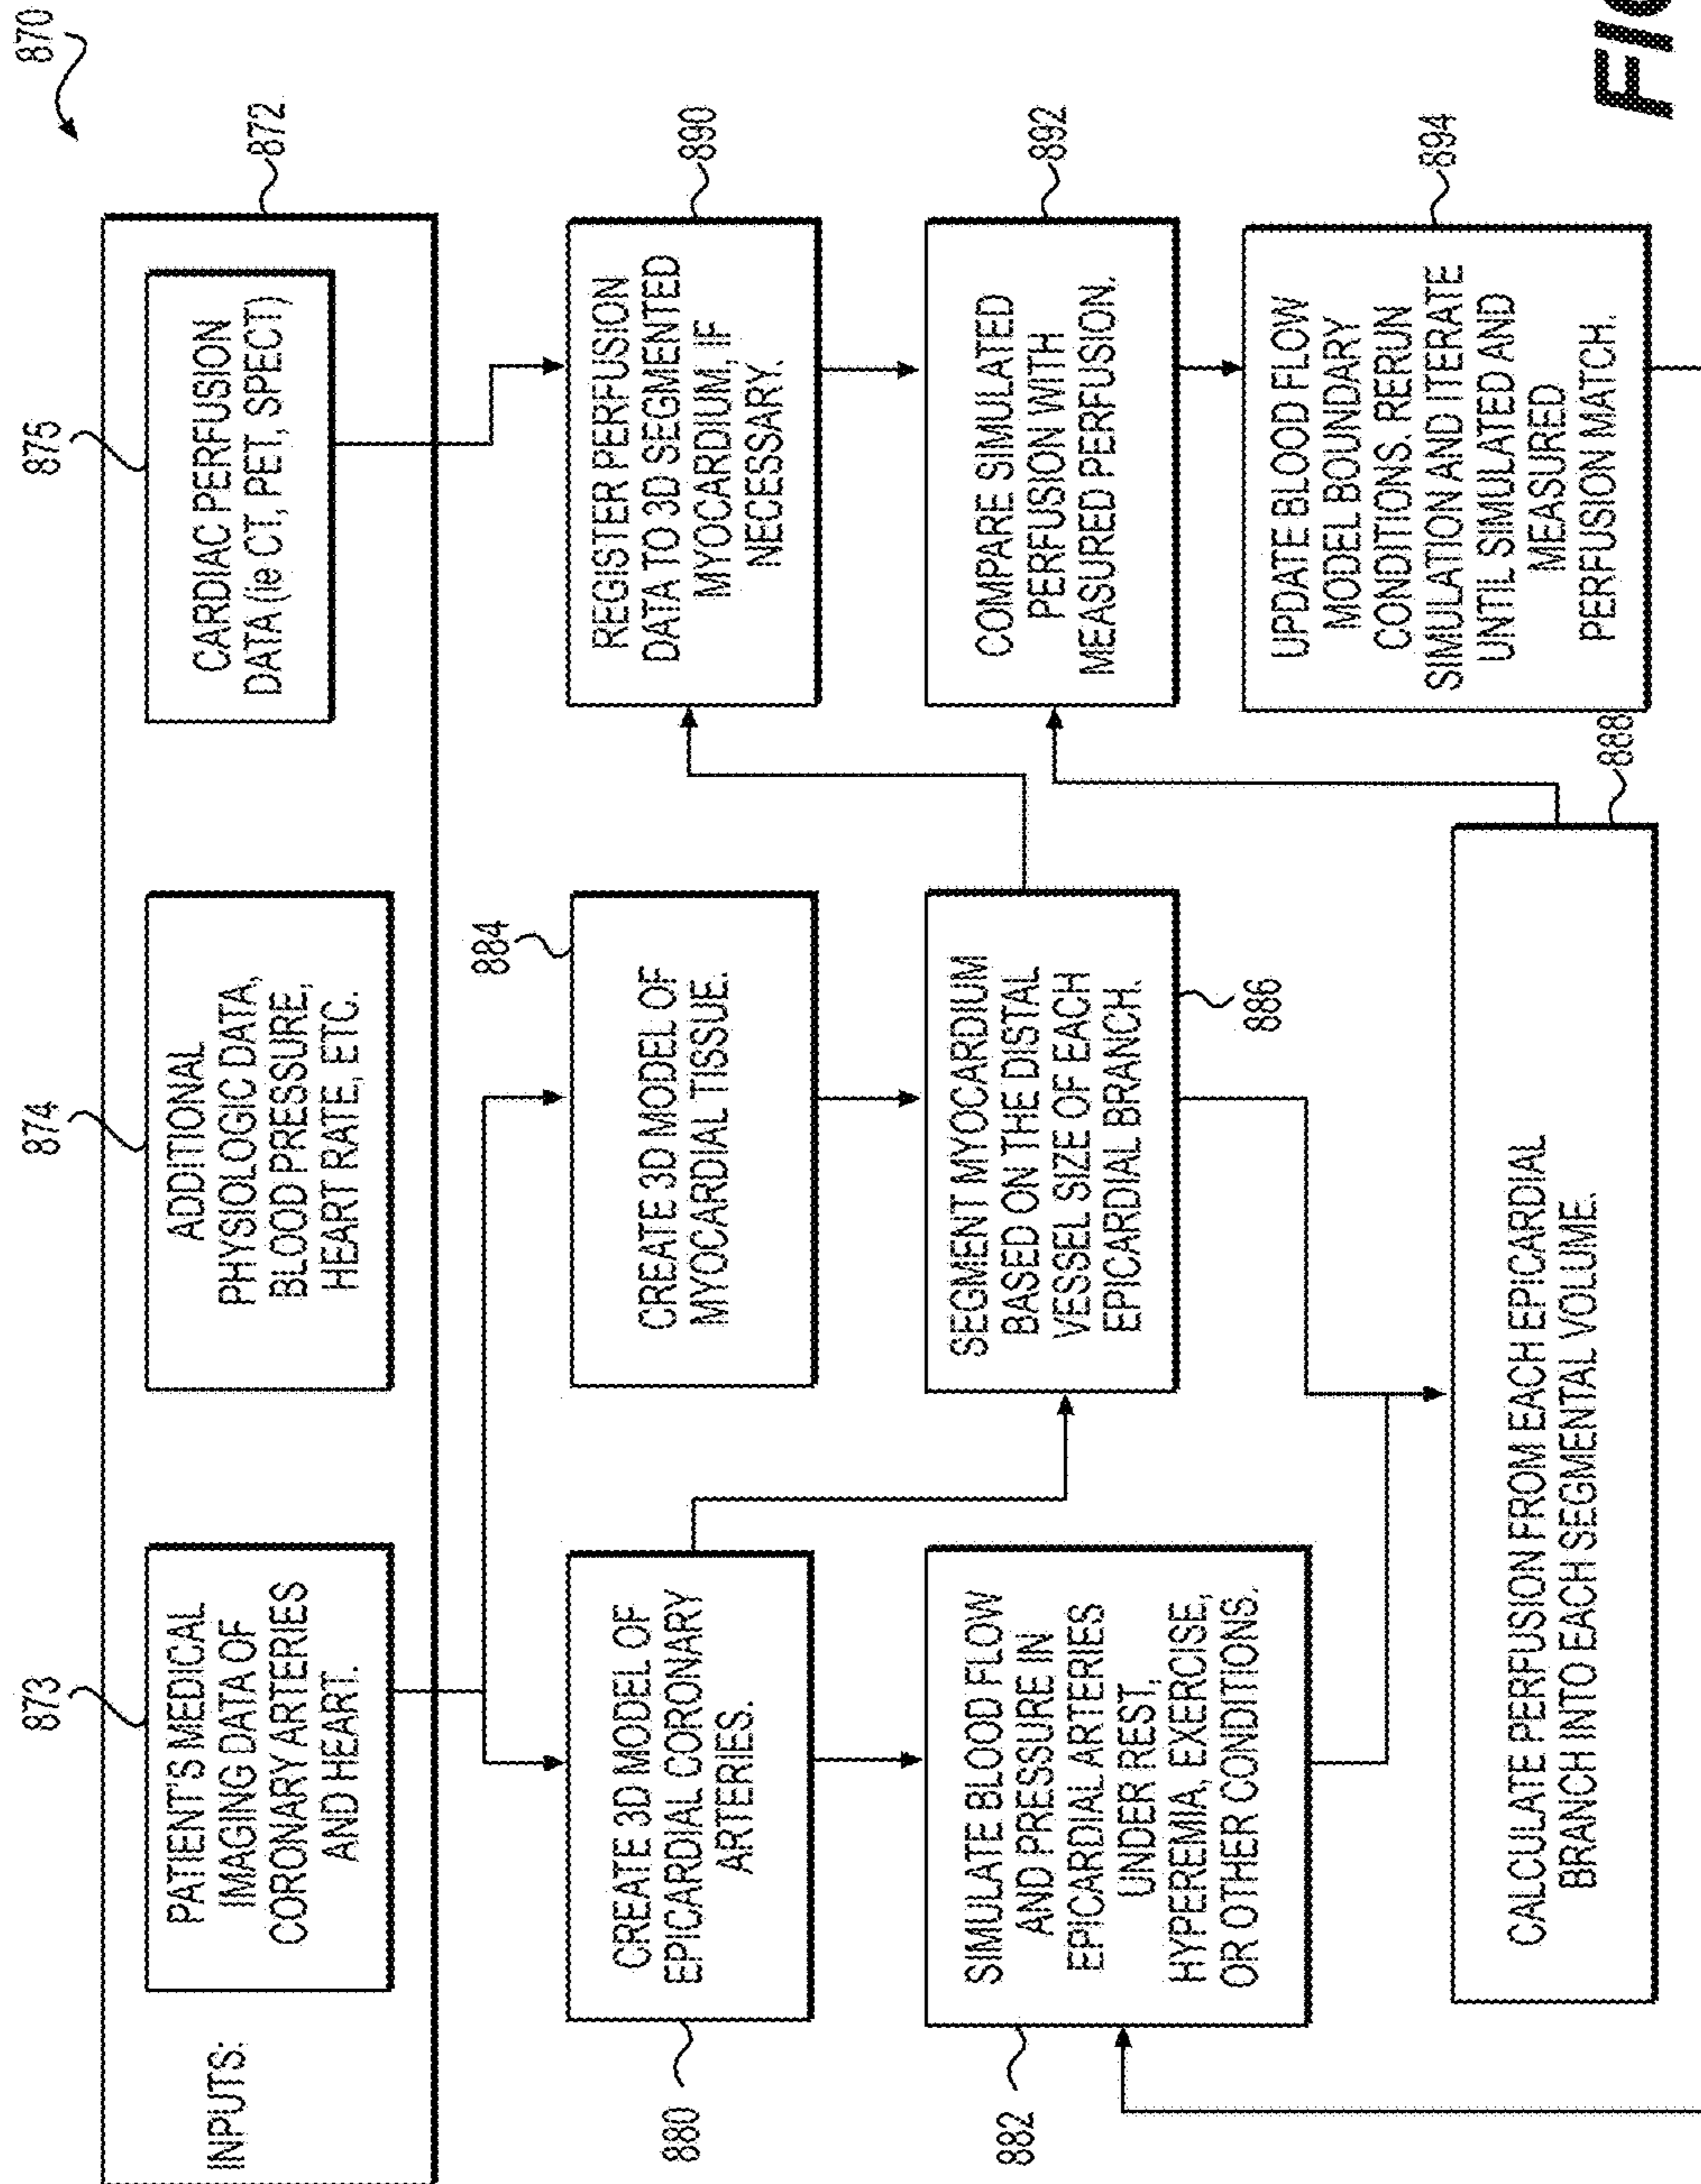 870
872
INPUTS:
873
PATIENT'S MEDICAL
IMAGING DATA OF
CORONARY ARTERIES
AND HEART.
874
ADDITIONAL
PHYSIOLOGIC DATA,
BLOOD PRESSURE,
HEART RATE, ETC.
875
CARDIAC PERFUSION
DATA (ie CT, PET, SPECT)
880
CREATE 3D MODEL OF
EPICARDIAL CORONARY
ARTERIES.
884
CREATE 3D MODEL OF
MYOCARDIAL TISSUE.
890
REGISTER PERFUSION
DATA TO 3D SEGMENTED
MYOCARDIUM, IF
NECESSARY.
882
SIMULATE BLOOD FLOW
AND PRESSURE IN
EPICARDIAL ARTERIES
UNDER REST,
HYPEREMIA, EXERCISE,
OR OTHER CONDITIONS.
886
SEGMENT MYOCARDIUM
BASED ON THE DISTAL
VESSEL SIZE OF EACH
EPICARDIAL BRANCH.
892
COMPARE SIMULATED
PERFUSION WITH
MEASURED PERFUSION.
888
CALCULATE PERFUSION FROM EACH EPICARDIAL
BRANCH INTO EACH SEGMENTAL VOLUME.
894
UPDATE BLOOD FLOW
MODEL BOUNDARY
CONDITIONS. RERUN
SIMULATION AND ITERATE
UNTIL SIMULATED AND
MEASURED
PERFUSION MATCH.